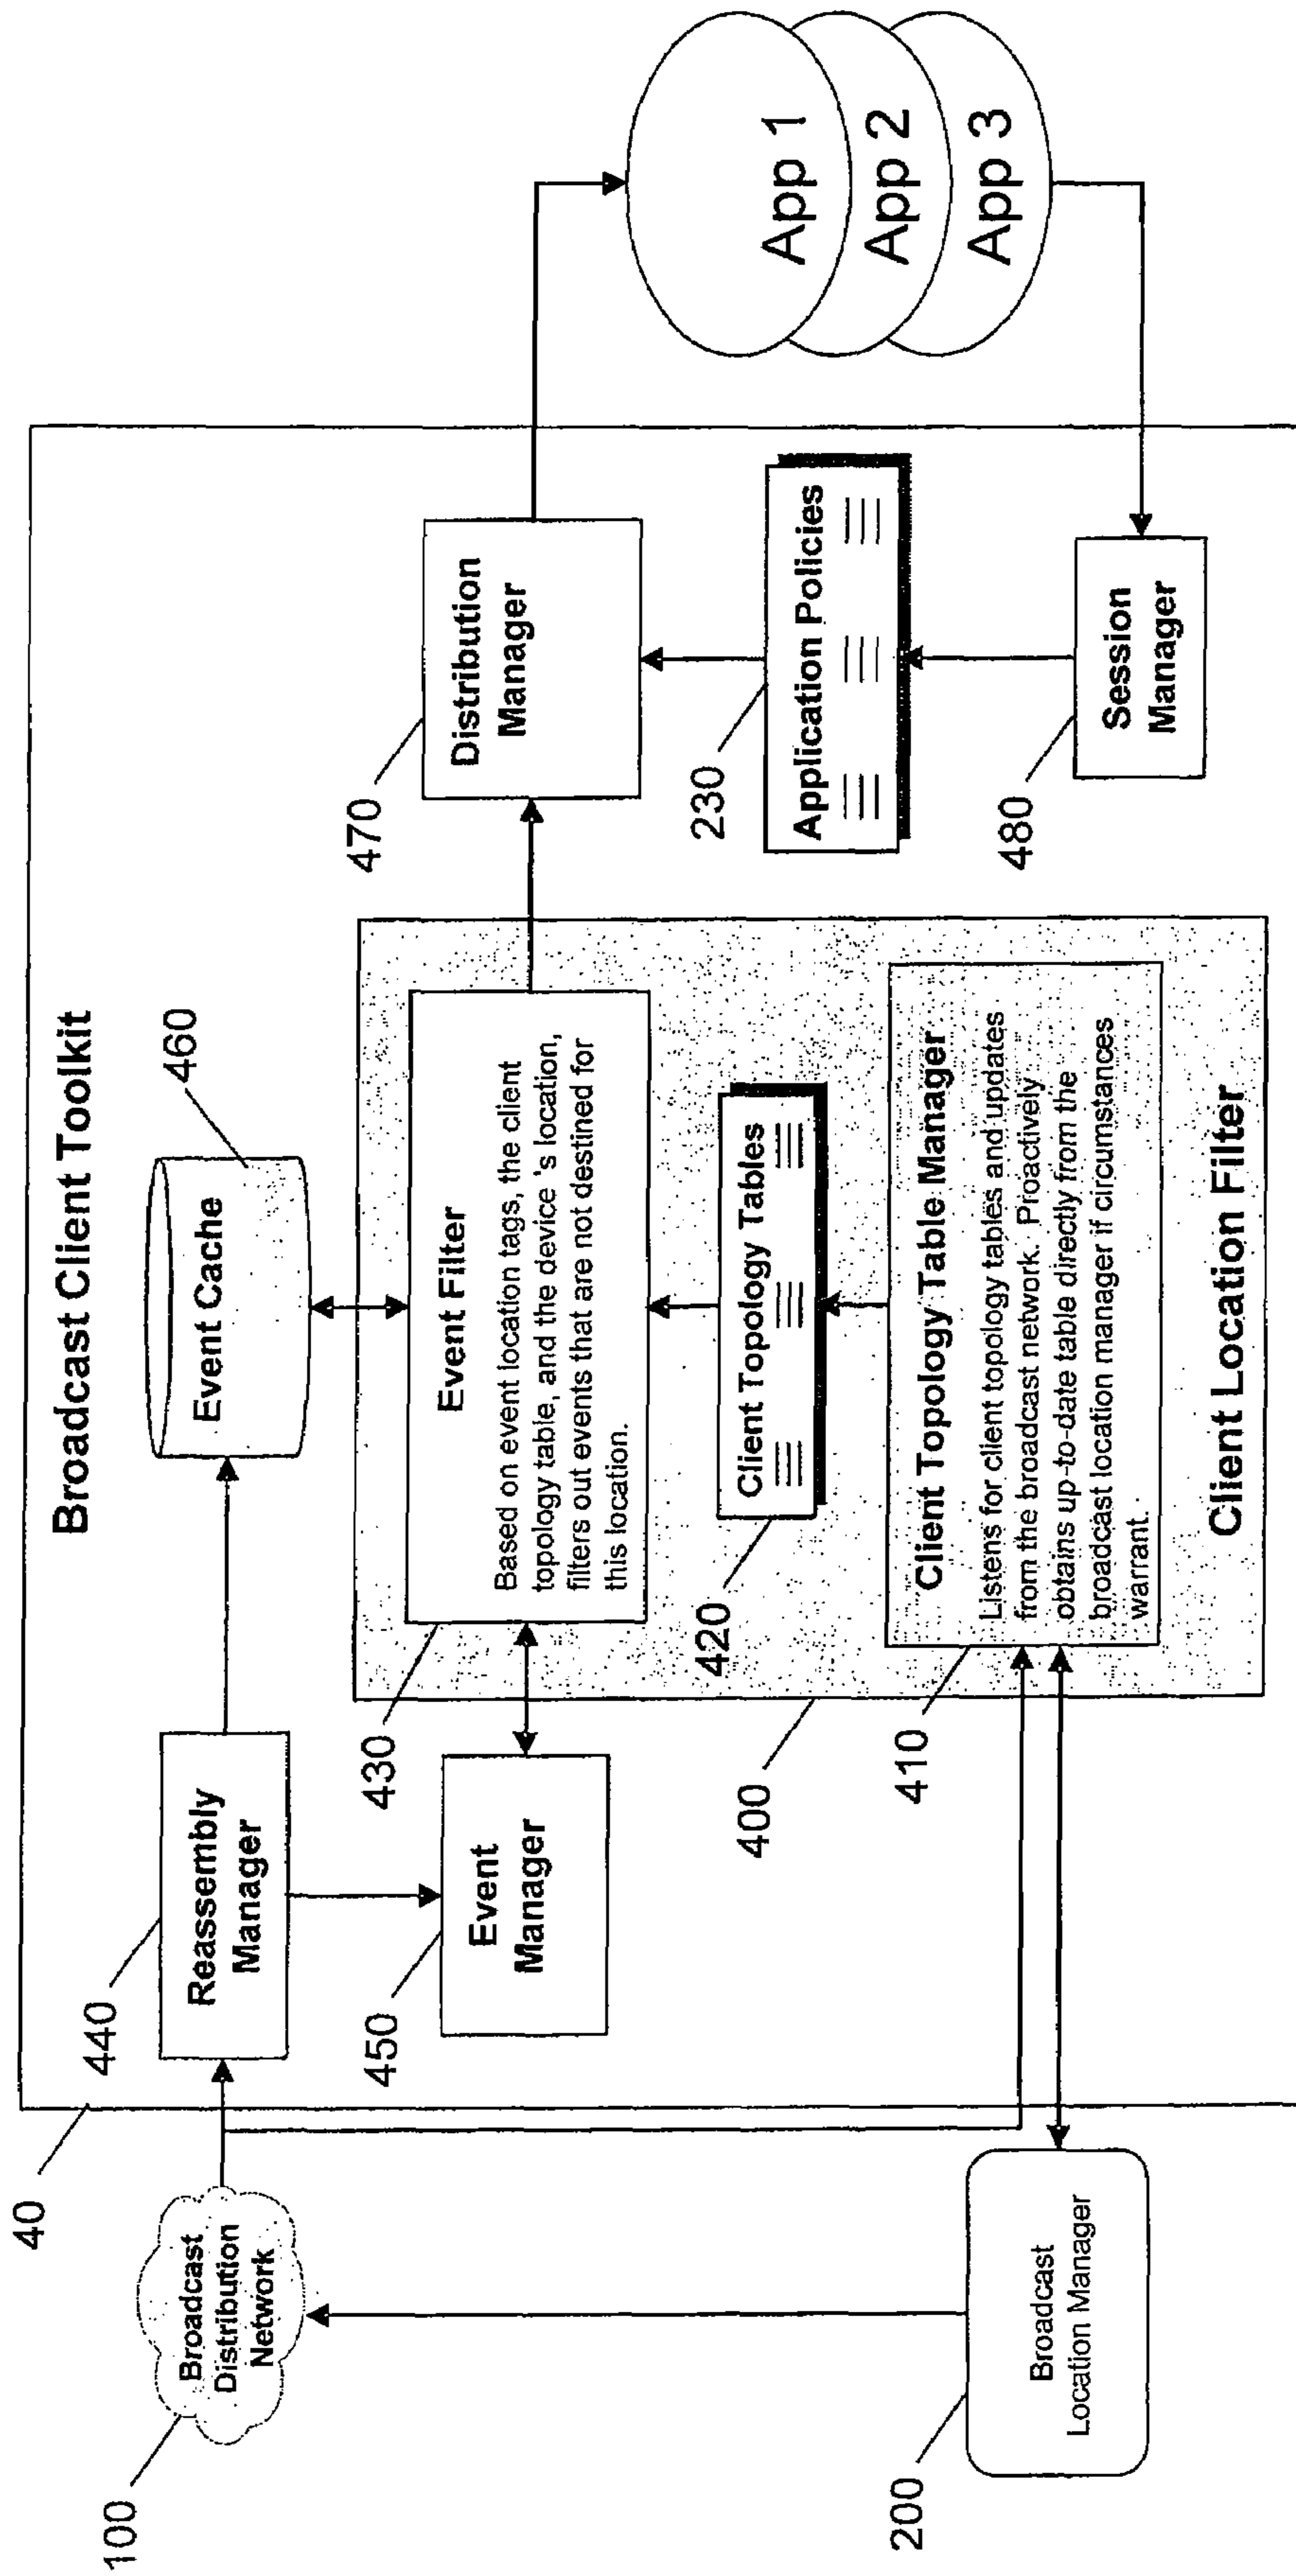 Broadcast Client Toolkit
40
100
Broadcast
Distribution
Network
440
Reassembly
Manager
Event Cache
460
450
Event
Manager
430
Event Filter
Based on event location tags, the client
topology table, and the device 's location,
filters out events that are not destined for
this location.
470
Distribution
Manager
420
Client Topology Tables
230
Application Policies
App 1
App 2
App 3
400
410
Client Topology Table Manager
Listens for client topology tables and updates
from the broadcast network. Proactively
obtains up-to-date table directly from the
broadcast location manager if circumstances
warrant.
Client Location Filter
480
Session
Manager
200
Broadcast
Location Manager